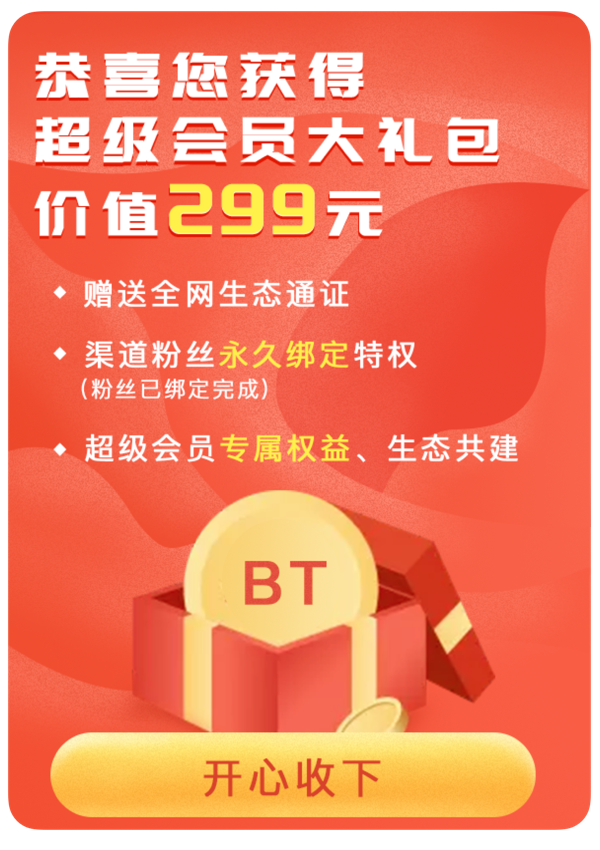 恭喜您获得
超级会员大礼包
价值299元
赠送全网生态通证
渠道粉丝永久绑定特权
(粉丝已绑定完成)
超级会员专属权益、生态共建
BT
开心收下